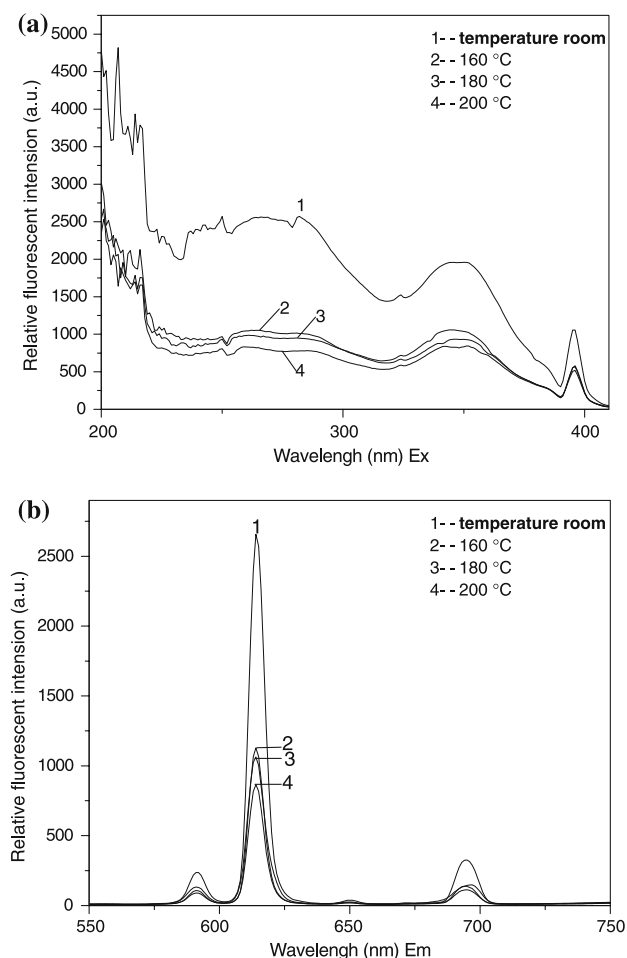 (a)
5000
4500
4000
3500
3000
2500
2000
1500
1000
500
0
Relative fluorescent intension (a.u.)
1-- temperature room
2-- 160 °C
3-- 180 °C
4-- 200 °C
1
2
3
4
200
300
400
Wavelengh (nm) Ex
(b)
2500
2000
1500
1000
500
0
Relative fluorescent intension (a.u.)
1-- temperature room
2-- 160 °C
3-- 180 °C
4-- 200 °C
1
2
3
4
550
600
650
700
750
Wavelengh (nm) Em